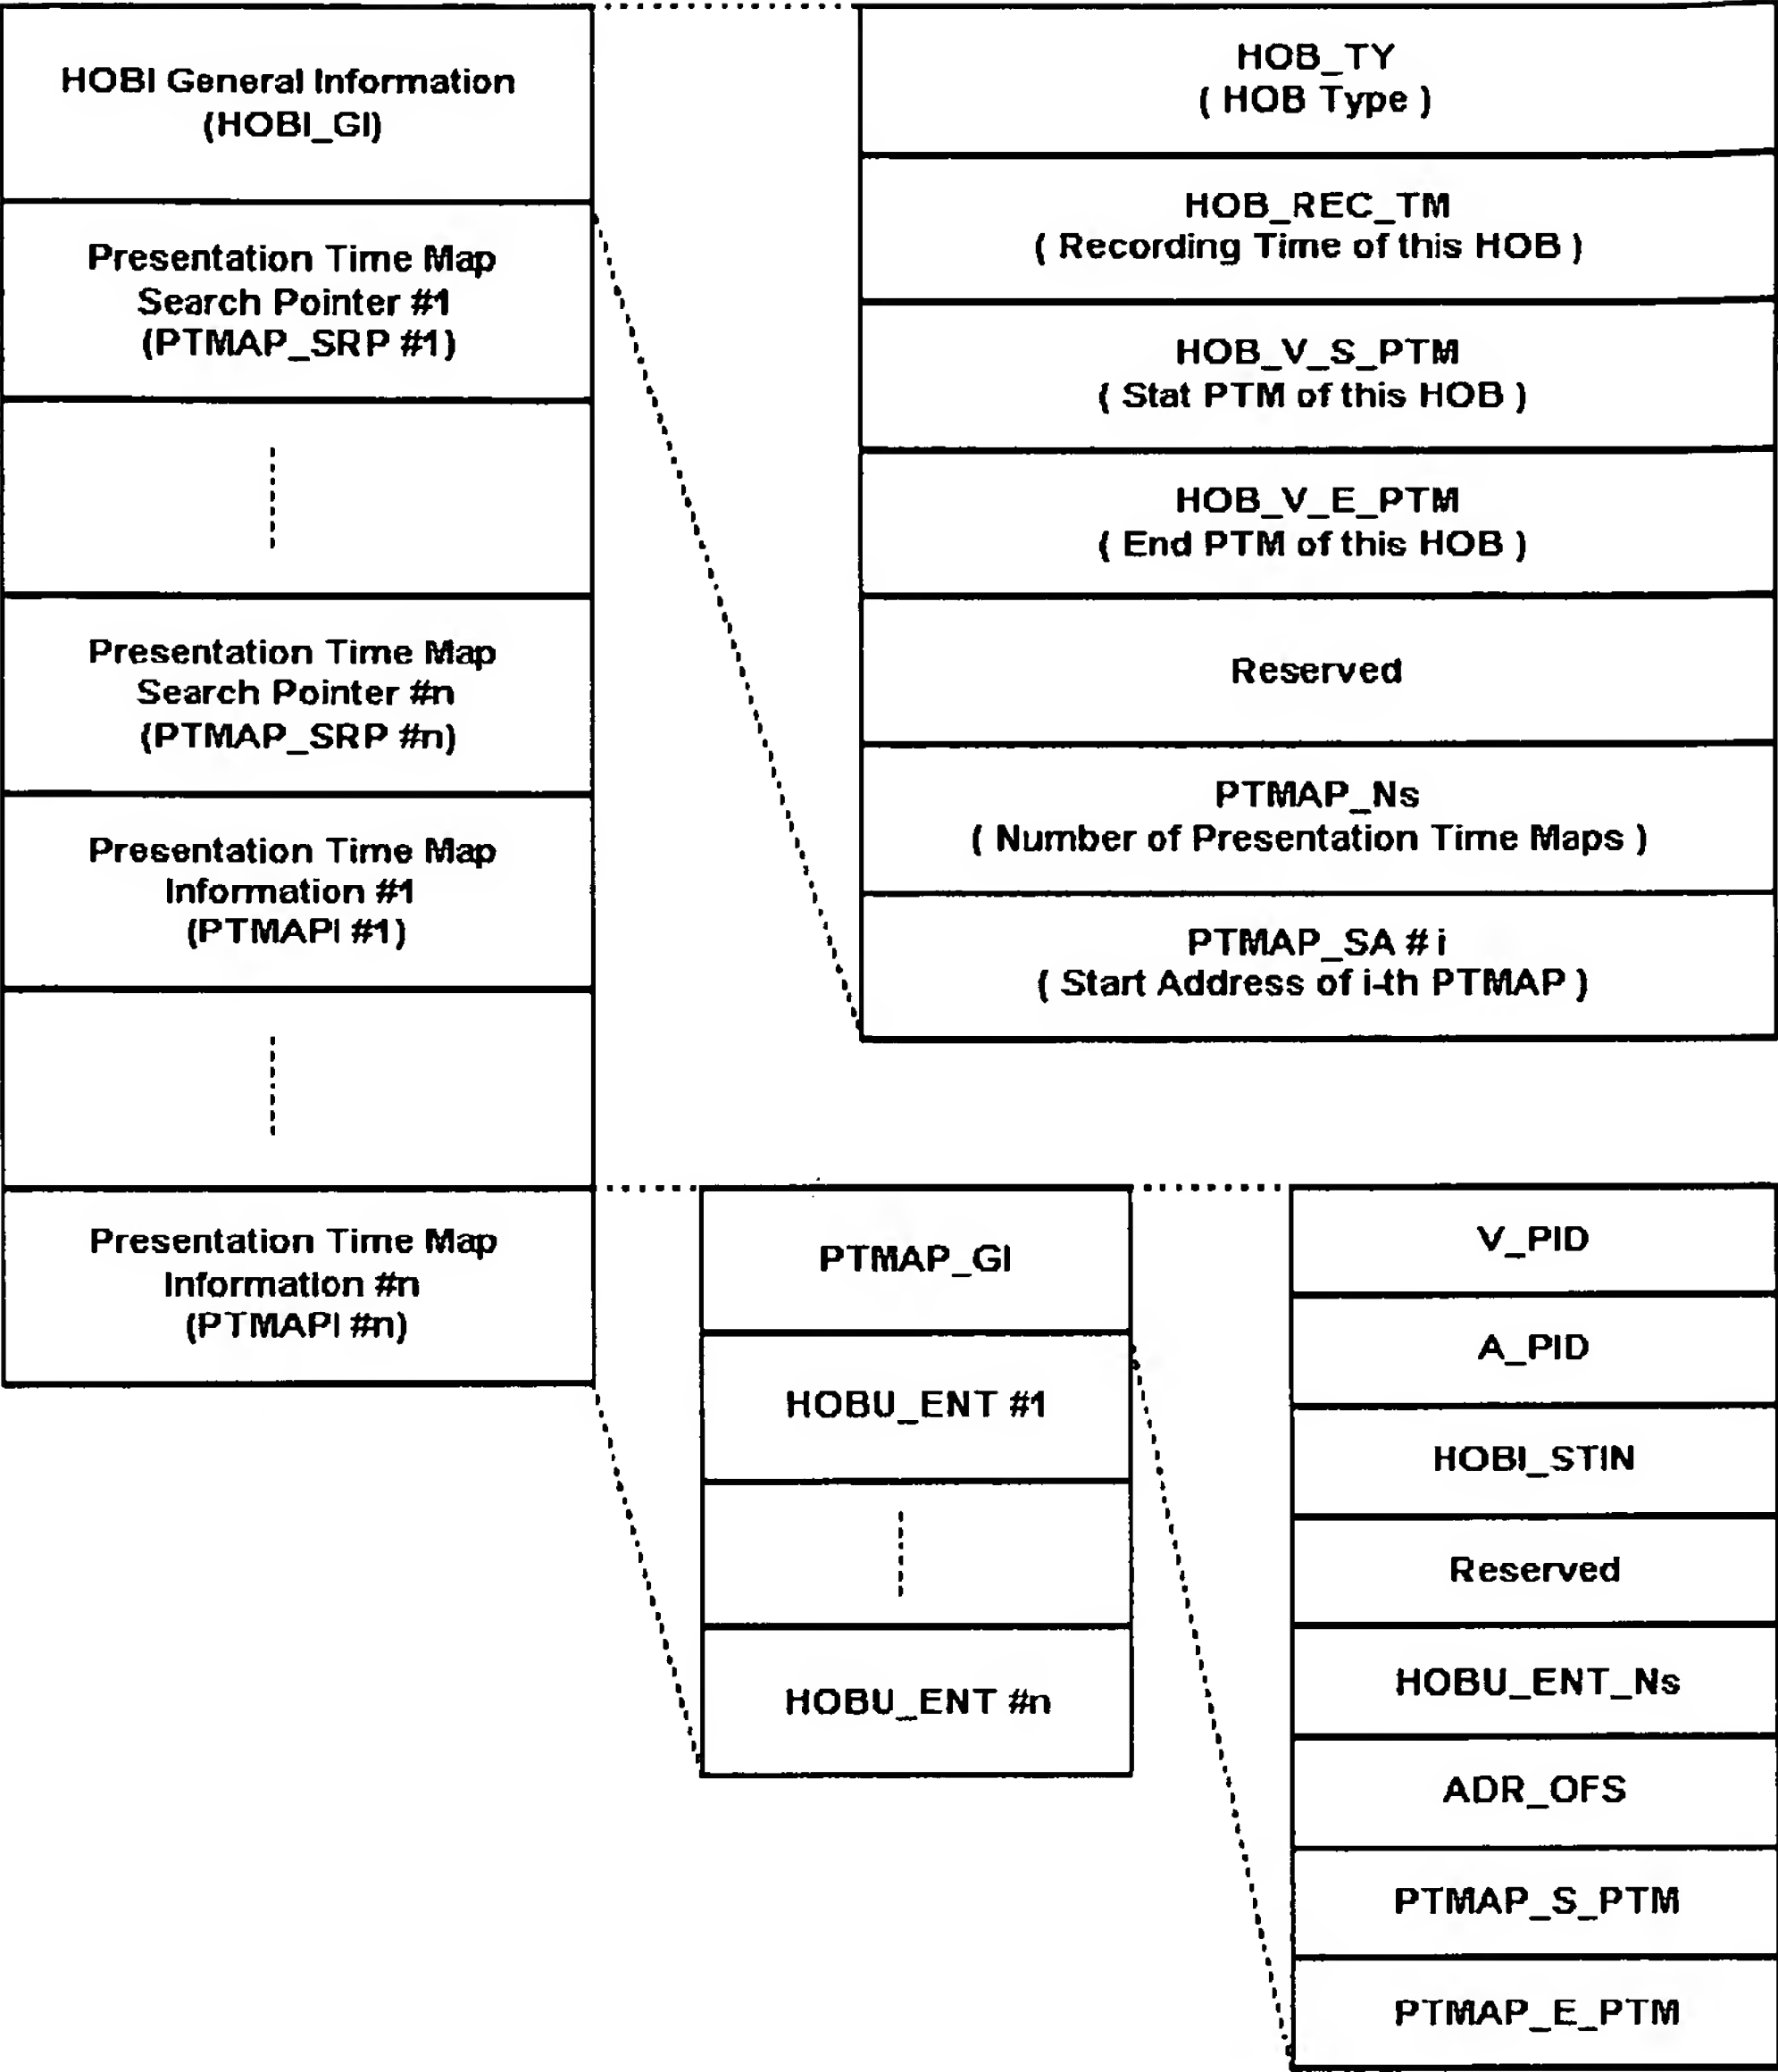 HOBI General Information
(HOBI_GI)
Presentation Time Map
Search Pointer #1
(PTMAP_SRP #1)
Presentation Time Map
Search Pointer #n
(PTMAP_SRP #n)
Presentation Time Map
Information #1
(PTMAPI #1)
Presentation Time Map
Information #n
(PTMAPI #n)
HOB_TY
( HOB Type )
HOB_REC_TM
( Recording Time of this HOB )
HOB_V_S_PTM
( Stat PTM of this HOB )
HOB_V_E_PTM
( End PTM of this HOB )
Reserved
PTMAP_Ns
( Number of Presentation Time Maps )
PTMAP_SA # i
( Start Address of i-th PTMAP )
PTMAP_GI
HOBU_ENT #1
HOBU_ENT #n
V_PID
A_PID
HOBI_STIN
Reserved
HOBU_ENT_Ns
ADR_OFS
PTMAP_S_PTM
PTMAP_E_PTM